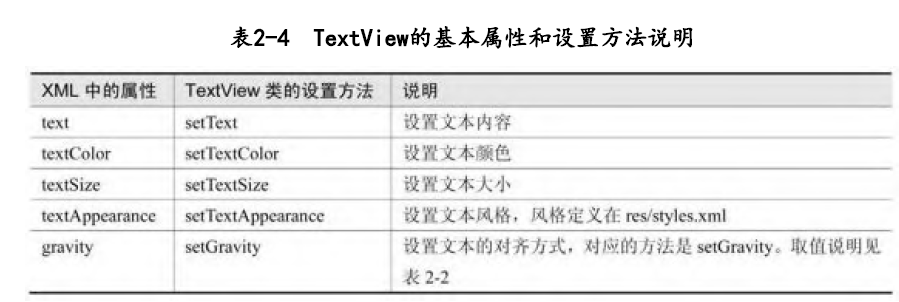 表2-4 TextView的基本属性和设置方法说明
XML 中的属性 TextView 类的设置方法 说明
text setText 设置文本内容
textColor setTextColor 设置文本颜色
textSize setTextSize 设置文本大小
textAppearance setTextAppearance 设置文本风格，风格定义在 res/styles.xml
gravity setGravity 设置文本的对齐方式，对应的方法是 setGravity。取值说明见
表 2-2